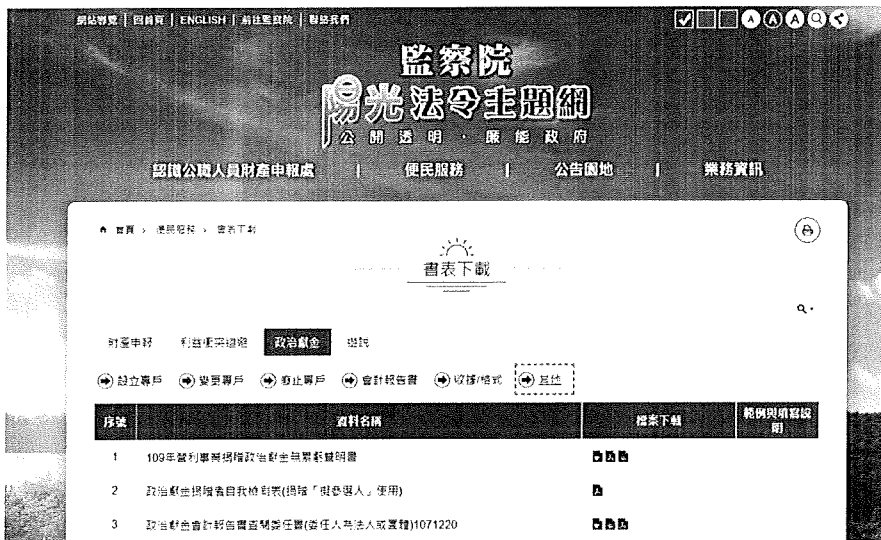 網站導覽 | 回首頁 | ENGLISH | 前往監察院 | 聯絡我們
A A A
監察院
陽光法令主題網
公開透明・廉能政府
認識公職人員財產申報處 | 便民服務 | 公告園地 | 業務資訊
首頁 › 便民服務 › 書表下載
書表下載
財產申報 利益衝突迴避 政治獻金 遊說
設立專戶 變更專戶 廢止專戶 會計報告書 收據/格式 其他
序號 資料名稱 檔案下載 範例與填寫說明
1 109年營利事業捐贈政治獻金無累積虧損聲明書
2 政治獻金捐贈者自我檢測表(捐贈「擬參選人」使用)
3 政治獻金會計報告書查閱委任書(委任人為法人或團體)1071220